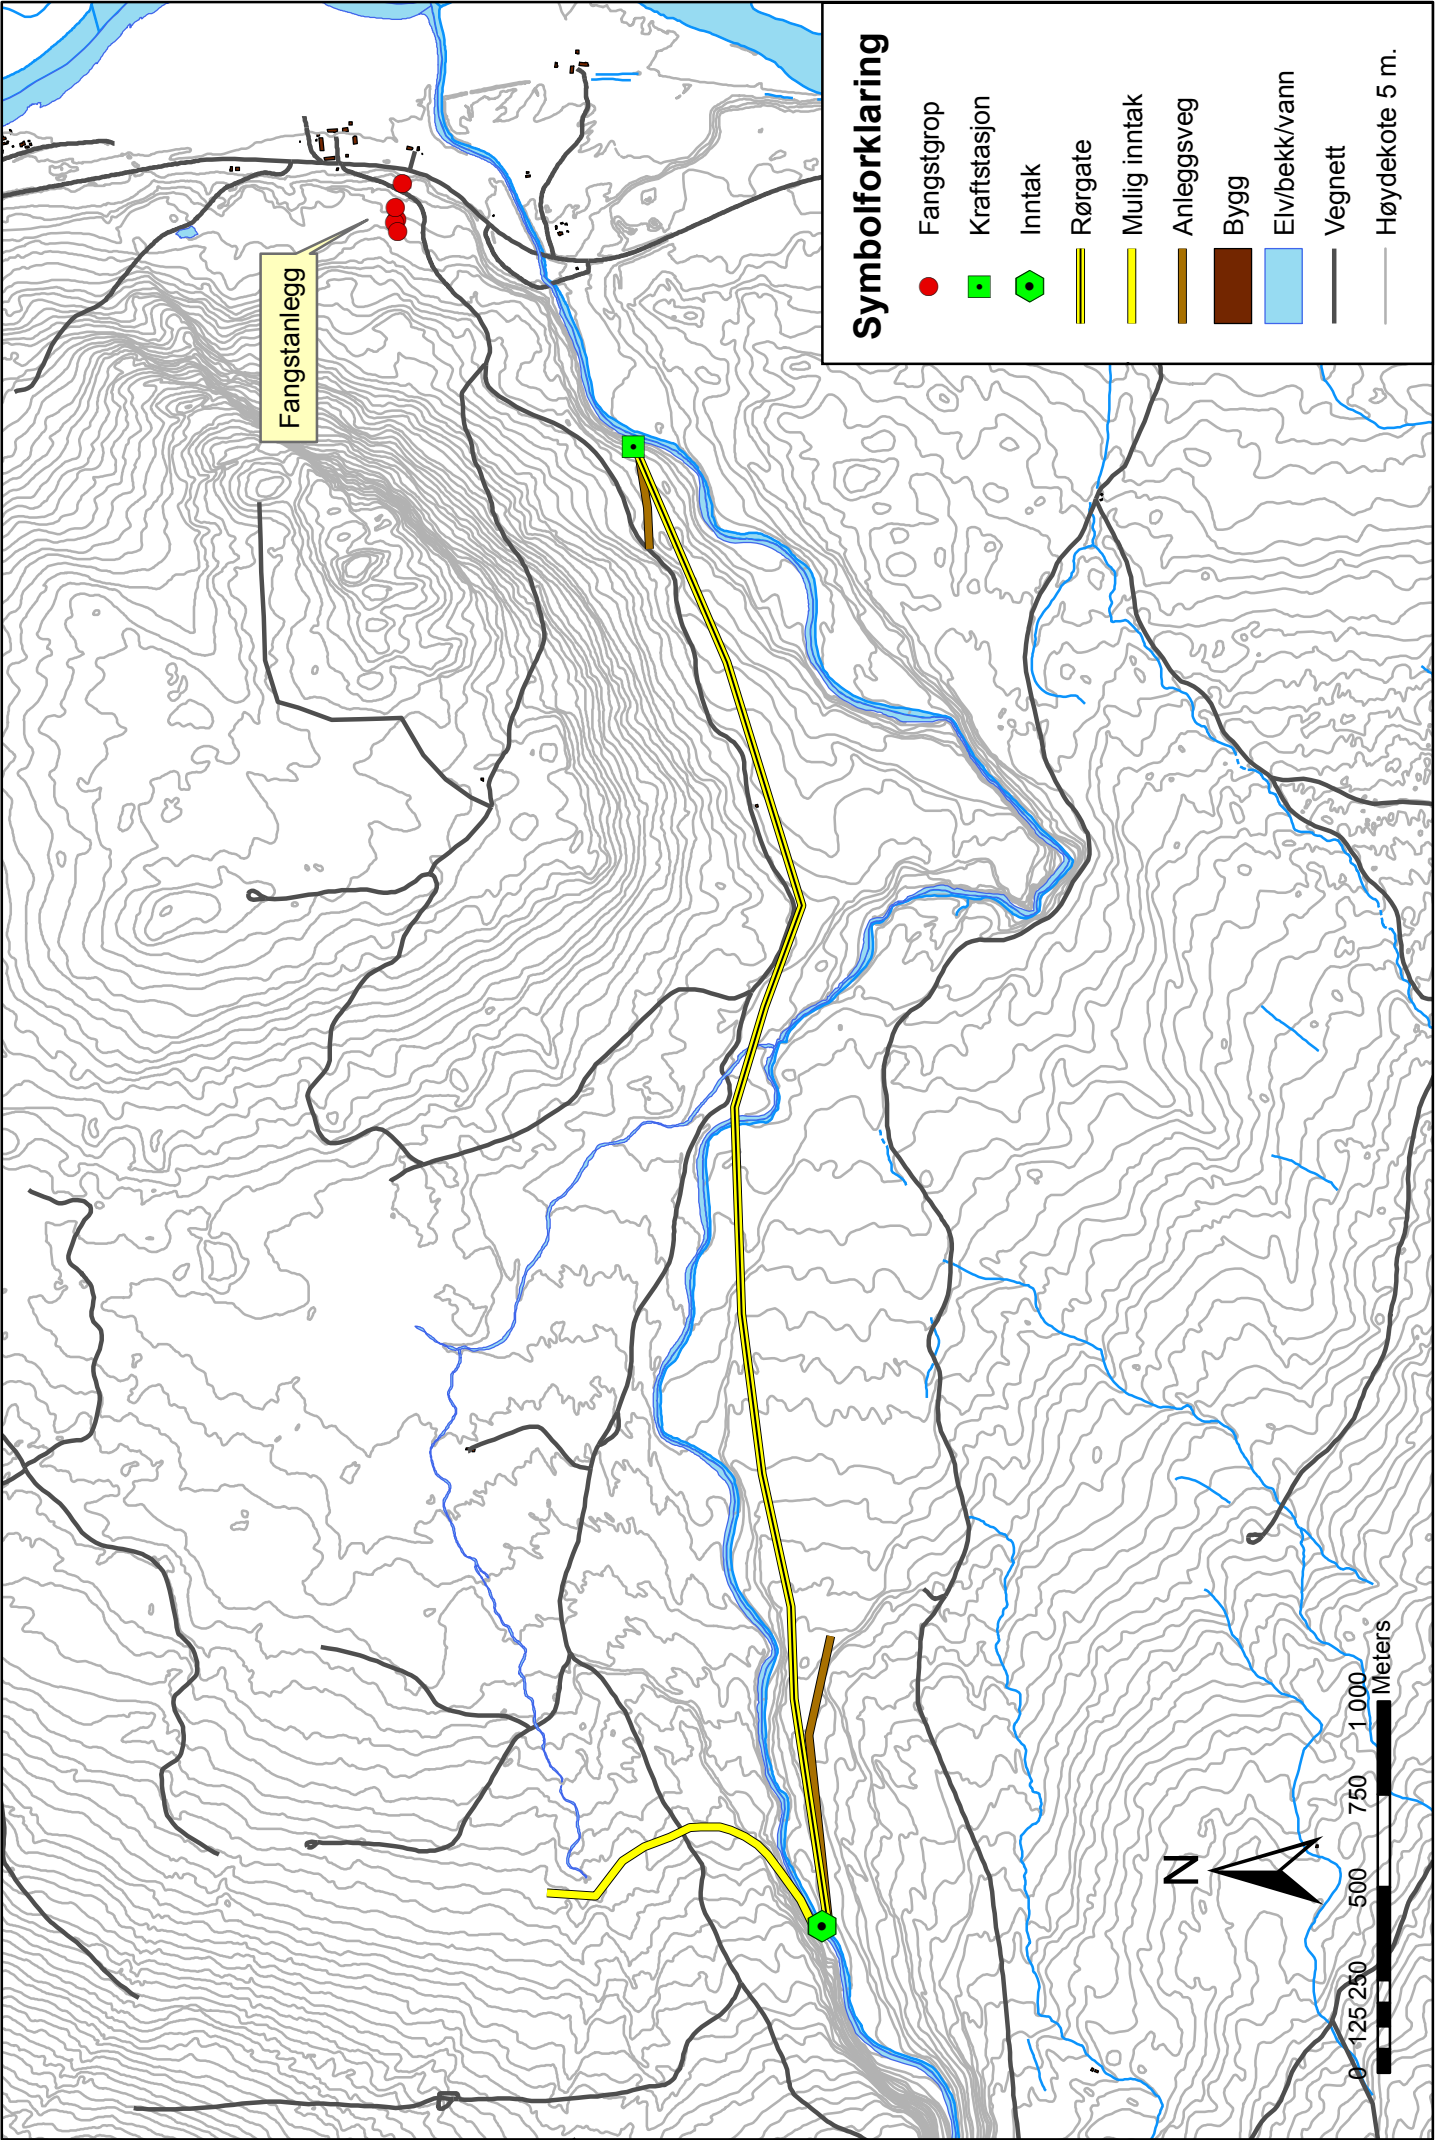 Fangstanlegg
Symbolforklaring
Fangstgrop
Kraftstasjon
Inntak
Rørgate
Mulig inntak
Anleggsveg
Bygg
Elv/bekk/vann
Vegnett
Høydekote 5 m.
N
0 125 250 500 750 1 000
Meters